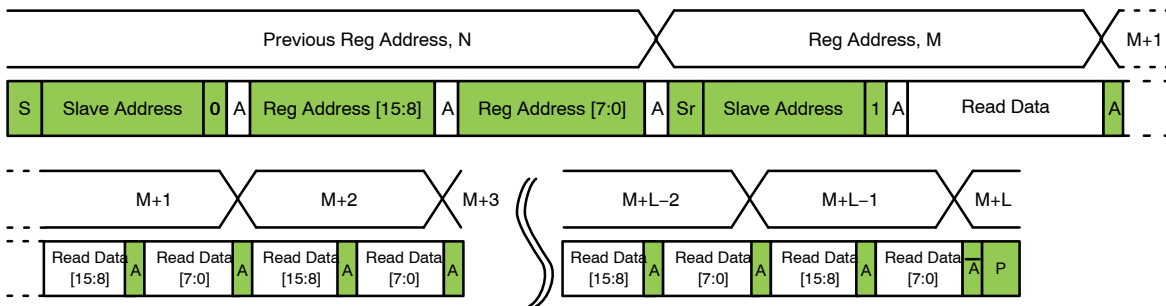 Previous Reg Address, N Reg Address, M M+1
S Slave Address 0 A Reg Address [15:8] A Reg Address [7:0] A Sr Slave Address 1 A Read Data A
M+1 M+2 M+3 M+L−2 M+L−1 M+L
Read Data A Read Data A Read Data A Read Data A Read Data A Read Data A Read Data A Read Data A̅ P
[15:8] [7:0] [15:8] [7:0] [15:8] [7:0] [15:8] [7:0]